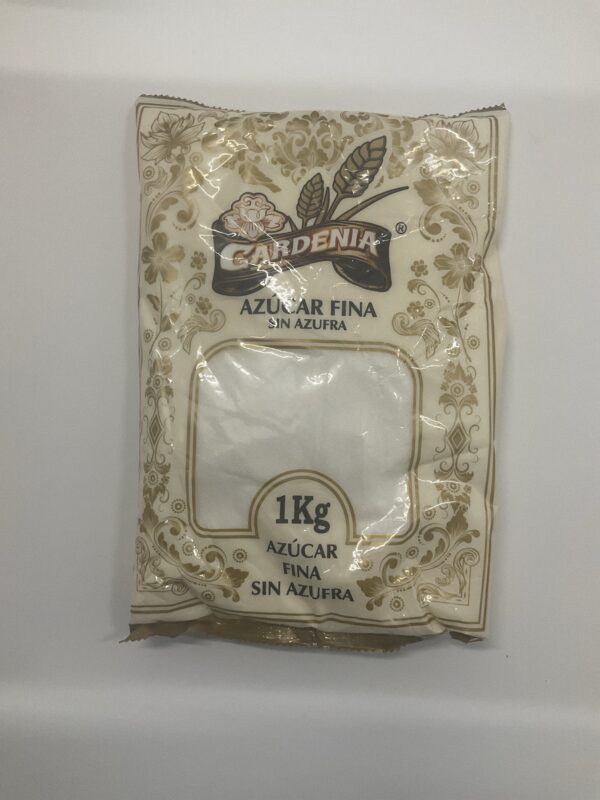 GARDENIA ®
AZÚCAR FINA
SIN AZUFRA
1Kg
AZÚCAR
FINA
SIN AZUFRA